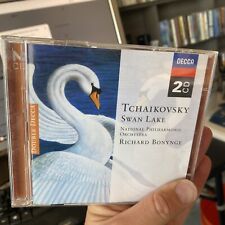 DECCA
2CD
TCHAIKOVSKY
SWAN LAKE
NATIONAL PHILHARMONIC
ORCHESTRA
RICHARD BONYNGE
DOUBLE DECCA